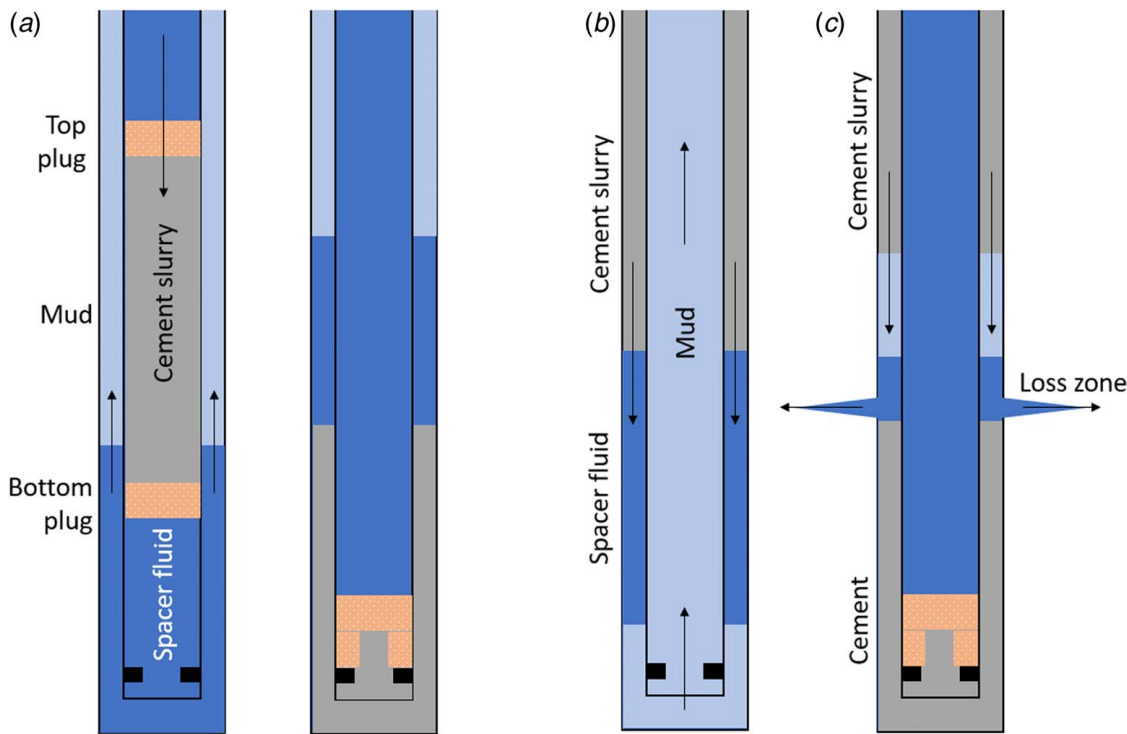 (a)
Top
plug
Cement slurry
Mud
Bottom
plug
Spacer fluid
(b)
Cement slurry
Mud
Spacer fluid
(c)
Cement slurry
Loss zone
Cement